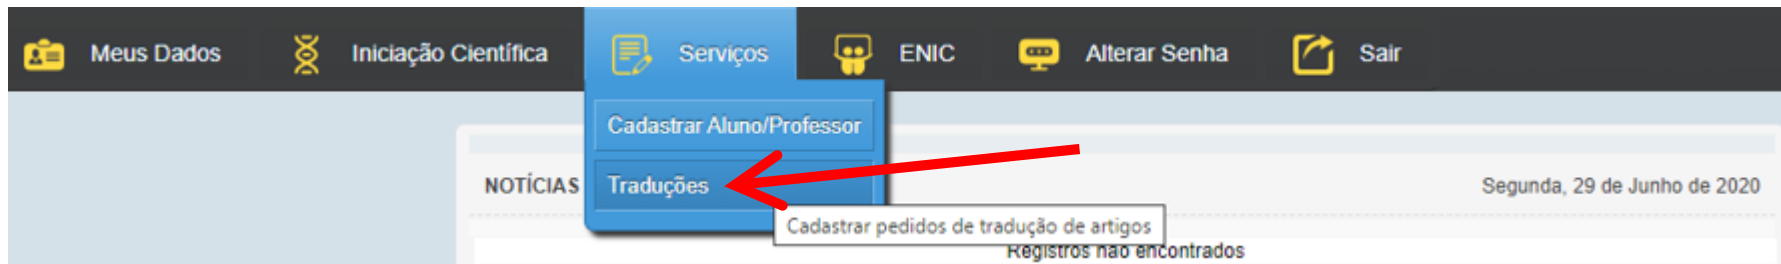 Meus Dados Iniciação Científica Serviços ENIC Alterar Senha Sair
Cadastrar Aluno/Professor
NOTÍCIAS Traduções Segunda, 29 de Junho de 2020
Cadastrar pedidos de tradução de artigos
Registros não encontrados